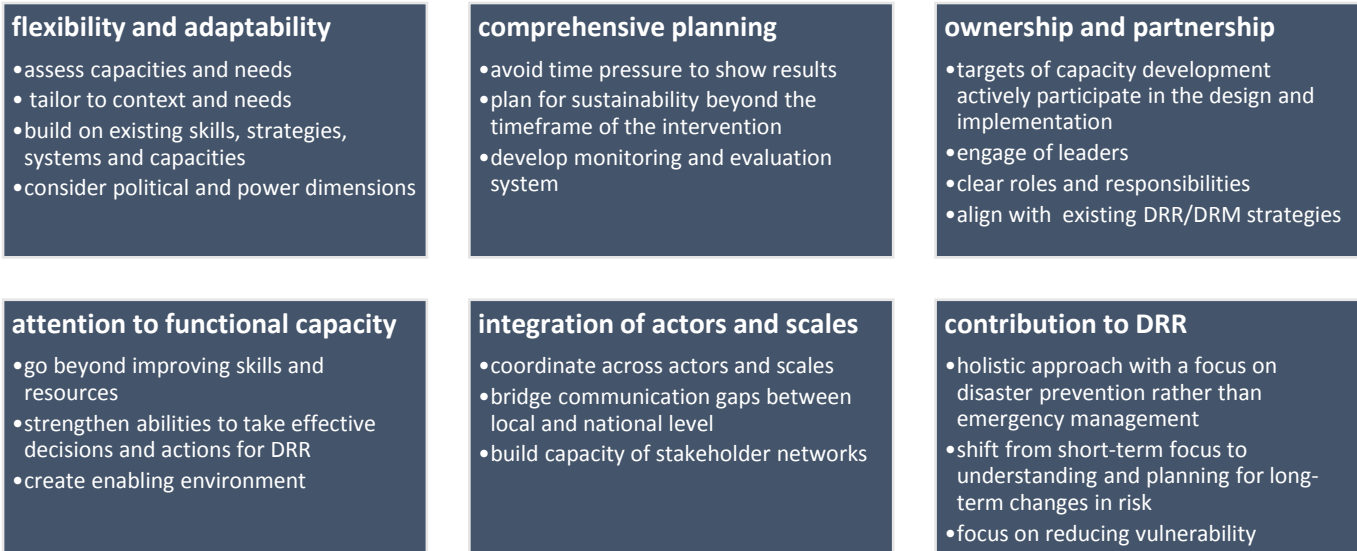 flexibility and adaptability
•assess capacities and needs
• tailor to context and needs
•build on existing skills, strategies,
systems and capacities
•consider political and power dimensions
comprehensive planning
•avoid time pressure to show results
•plan for sustainability beyond the
timeframe of the intervention
•develop monitoring and evaluation
system
ownership and partnership
•targets of capacity development
actively participate in the design and
implementation
•engage of leaders
•clear roles and responsibilities
•align with  existing DRR/DRM strategies
attention to functional capacity
•go beyond improving skills and
resources
•strengthen abilities to take effective
decisions and actions for DRR
•create enabling environment
integration of actors and scales
•coordinate across actors and scales
•bridge communication gaps between
local and national level
•build capacity of stakeholder networks
contribution to DRR
•holistic approach with a focus on
disaster prevention rather than
emergency management
•shift from short-term focus to
understanding and planning for long-
term changes in risk
•focus on reducing vulnerability